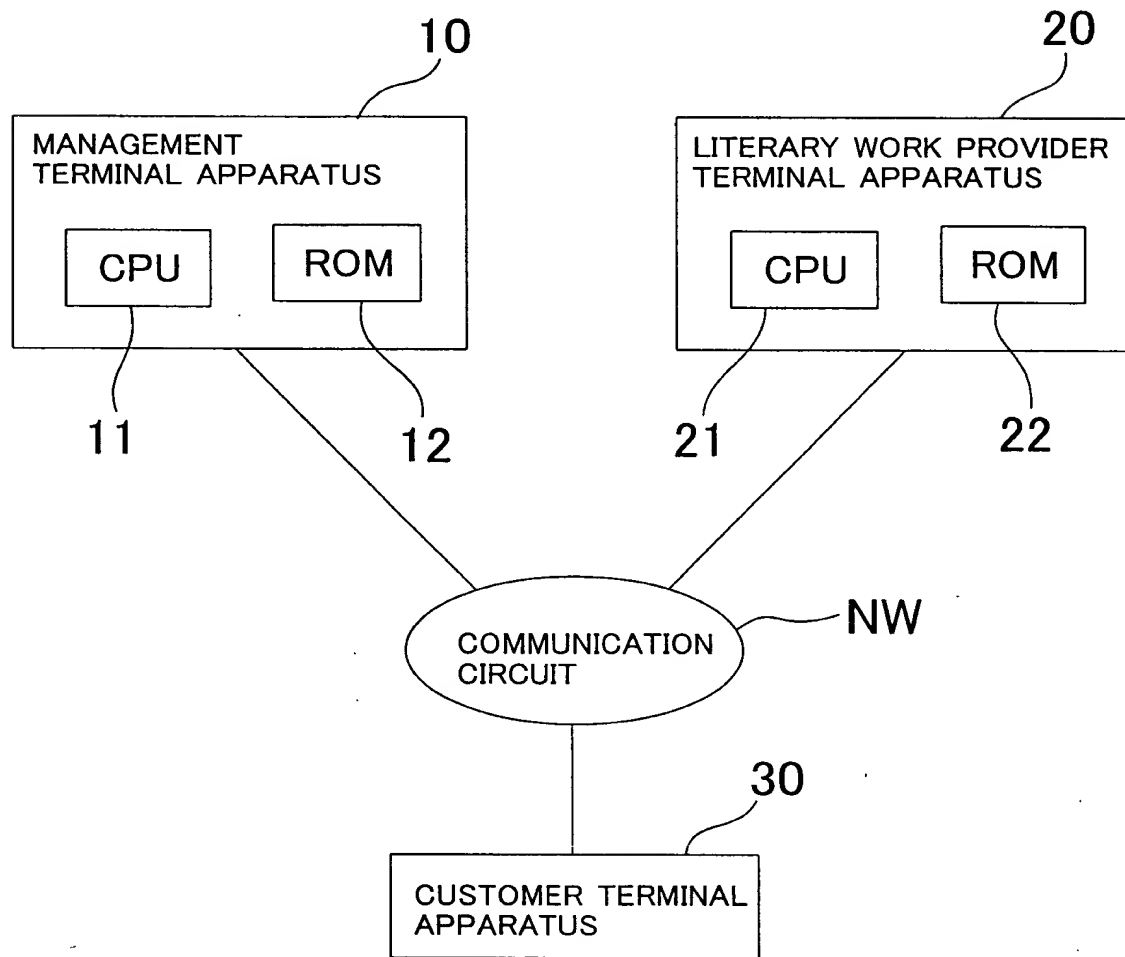 10
20
MANAGEMENT
TERMINAL APPARATUS
LITERARY WORK PROVIDER
TERMINAL APPARATUS
CPU
ROM
CPU
ROM
11
12
21
22
COMMUNICATION
CIRCUIT
NW
30
CUSTOMER TERMINAL
APPARATUS